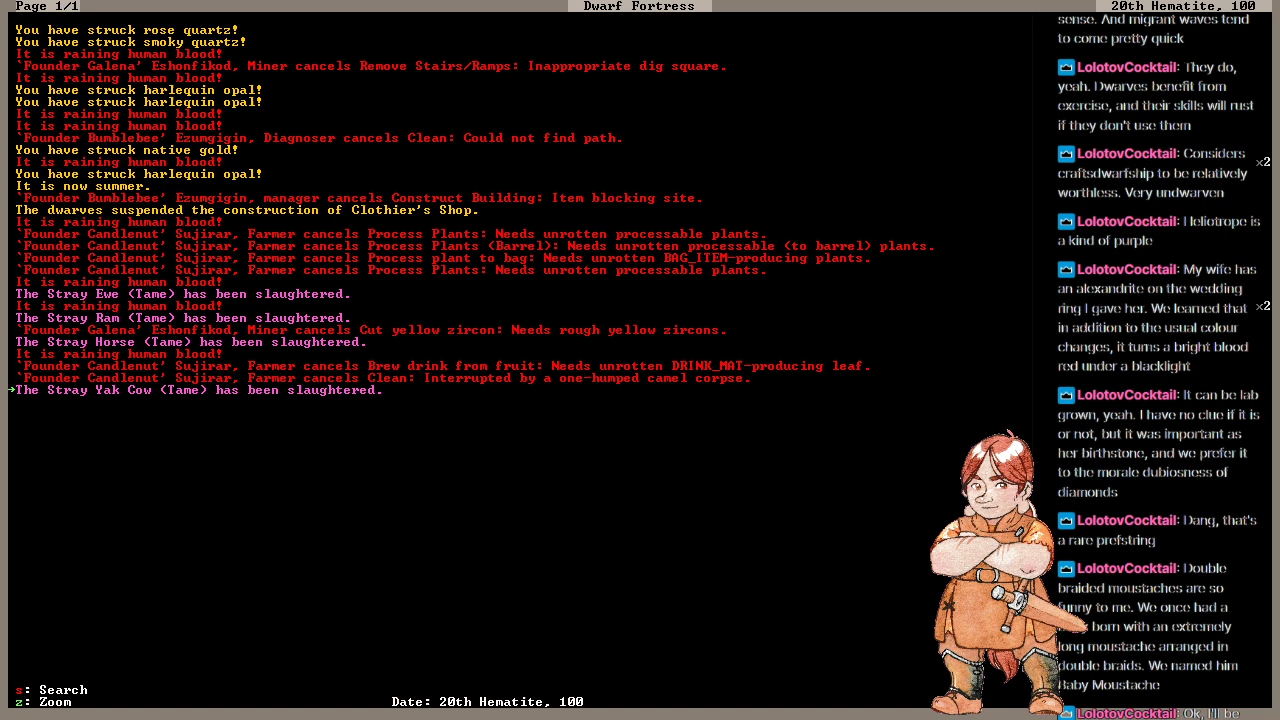 Page 1/1
Dwarf Fortress
20th Hematite, 100
You have struck rose quartz!
You have struck smoky quartz!
It is raining human blood!
`Founder Galena' Eshonfikod, Miner cancels Remove Stairs/Ramps: Inappropriate dig square.
It is raining human blood!
You have struck harlequin opal!
You have struck harlequin opal!
It is raining human blood!
It is raining human blood!
`Founder Bumblebee' Ezumgigin, Diagnoser cancels Clean: Could not find path.
You have struck native gold!
It is raining human blood!
You have struck harlequin opal!
It is now summer.
`Founder Bumblebee' Ezumgigin, manager cancels Construct Building: Item blocking site.
The dwarves suspended the construction of Clothier's Shop.
It is raining human blood!
`Founder Candlenut' Sujirar, Farmer cancels Process Plants: Needs unrotten processable plants.
`Founder Candlenut' Sujirar, Farmer cancels Process Plants (Barrel): Needs unrotten processable (to barrel) plants.
`Founder Candlenut' Sujirar, Farmer cancels Process plant to bag: Needs unrotten BAG_ITEM-producing plants.
`Founder Candlenut' Sujirar, Farmer cancels Process Plants: Needs unrotten processable plants.
It is raining human blood!
The Stray Ewe (Tame) has been slaughtered.
It is raining human blood!
The Stray Ram (Tame) has been slaughtered.
`Founder Galena' Eshonfikod, Miner cancels Cut yellow zircon: Needs rough yellow zircons.
The Stray Horse (Tame) has been slaughtered.
It is raining human blood!
`Founder Candlenut' Sujirar, Farmer cancels Brew drink from fruit: Needs unrotten DRINK_MAT-producing leaf.
`Founder Candlenut' Sujirar, Farmer cancels Clean: Interrupted by a one-humped camel corpse.
→The Stray Yak Cow (Tame) has been slaughtered.
x2
x2
s: Search
z: Zoom
Date: 20th Hematite, 100
sense. And migrant waves tend
to come pretty quick
LolotovCocktail: They do,
yeah. Dwarves benefit from
exercise, and their skills will rust
if they don't use them
LolotovCocktail: Considers
craftsdwarfship to be relatively
worthless. Very undwarven
LolotovCocktail: Heliotrope is
a kind of purple
LolotovCocktail: My wife has
an alexandrite on the wedding
ring I gave her. We learned that
in addition to the usual colour
changes, it turns a bright blood
red under a blacklight
LolotovCocktail: It can be lab
grown, yeah. I have no clue if it is
or not, but it was important as
her birthstone, and we prefer it
to the morale dubiosness of
diamonds
LolotovCocktail: Dang, that's
a rare prefstring
LolotovCocktail: Double
braided moustaches are so
funny to me. We once had a
born with an extremely
long moustache arranged in
double braids. We named him
Baby Moustache
LolotovCocktail: Ok, I'll be